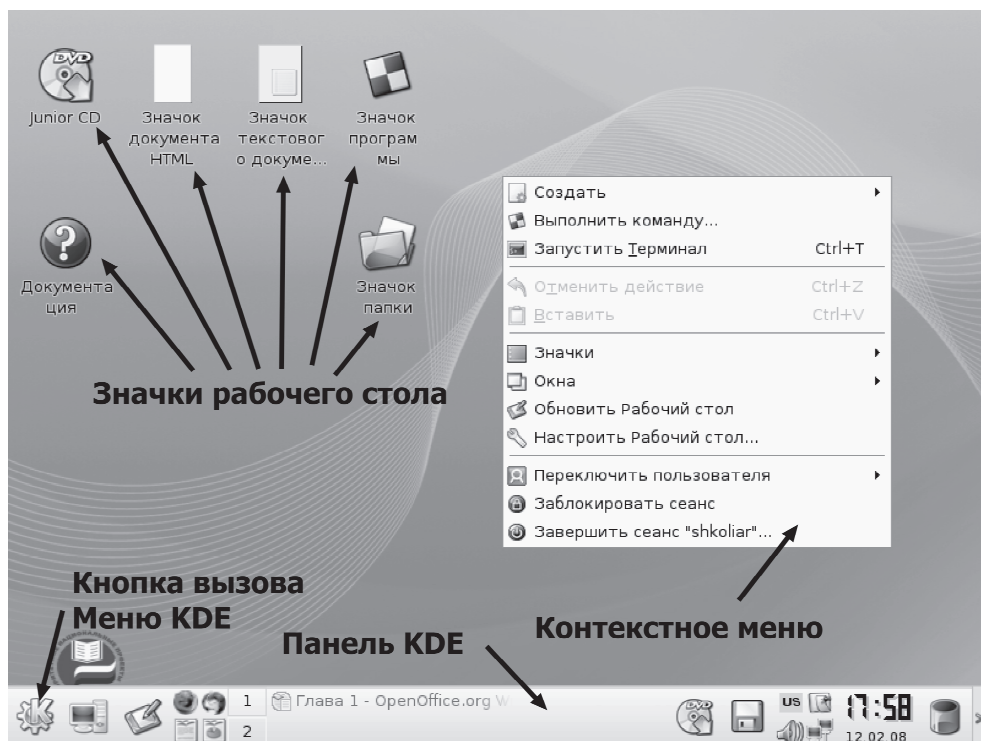 DVD
Junior CD
Значок
документа
HTML
Значок
текстовог
о докуме...
Значок
програм
мы
Документа
ция
Значок
папки
Значки рабочего стола
Создать
Выполнить команду...
Запустить Терминал Ctrl+T
Отменить действие Ctrl+Z
Вставить Ctrl+V
Значки
Окна
Обновить Рабочий стол
Настроить Рабочий стол...
Переключить пользователя
Заблокировать сеанс
Завершить сеанс "shkoliar"...
Кнопка вызова
Меню KDE
Панель KDE
Контекстное меню
1
2
Глава 1 - OpenOffice.org W
DVD
US
17:58
12.02.08